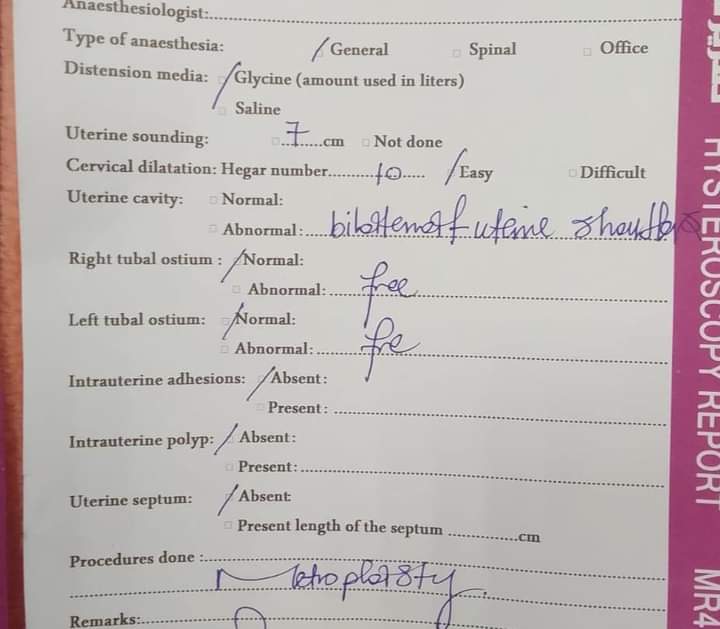 Anaesthesiologist:
Type of anaesthesia: / General Spinal Office
Distension media: / Glycine (amount used in liters)
Saline
Uterine sounding: 7 cm Not done
Cervical dilatation: Hegar number 10 / Easy Difficult
Uterine cavity: Normal:
Abnormal: uterine
Right tubal ostium : / Normal:
Abnormal: free
Left tubal ostium: / Normal:
Abnormal: fre
Intrauterine adhesions: / Absent:
Present:
Intrauterine polyp: / Absent:
Present:
Uterine septum: / Absent:
Present length of the septum cm
Procedures done :
Metroplasty
Remarks:
HYSTEROSCOPY REPORT MR4